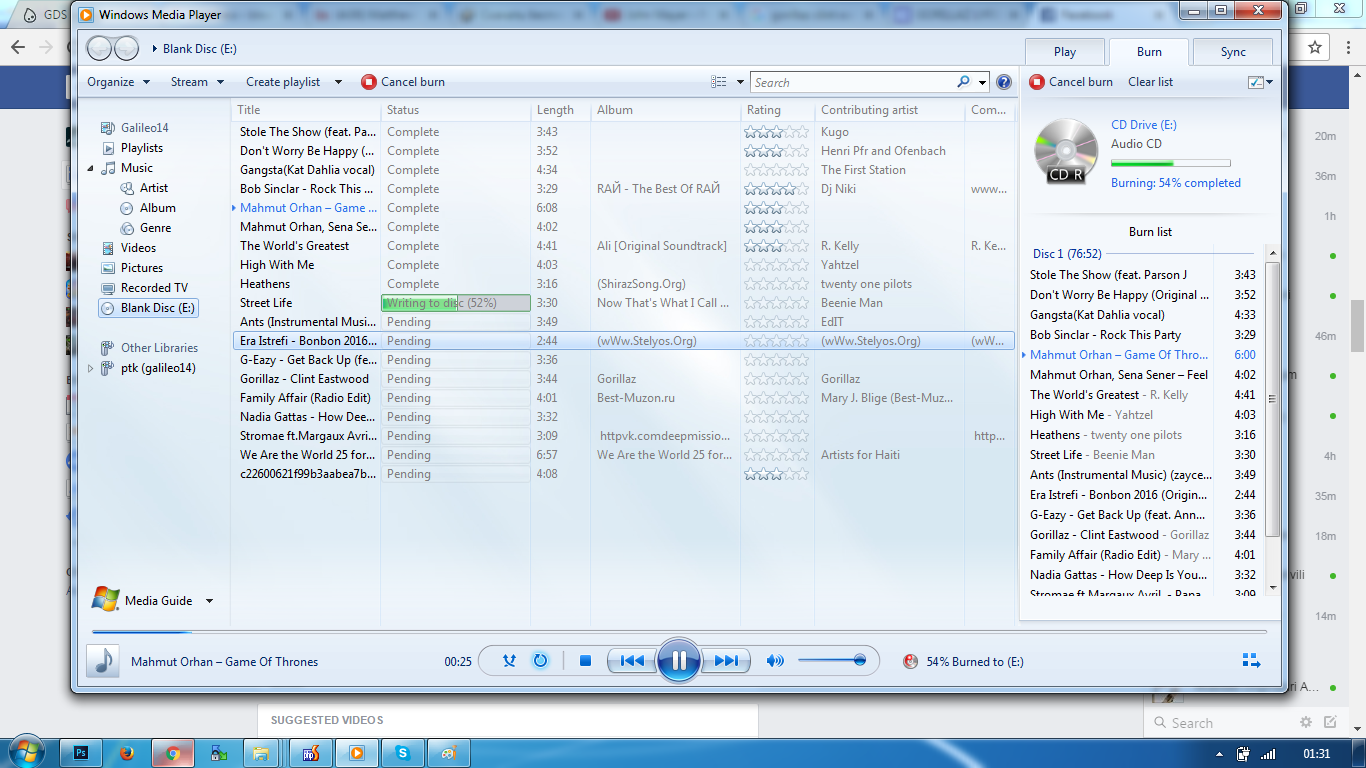 GDS
Windows Media Player
Facebook
Blank Disc (E:)
Play
Burn
Sync
Organize
Stream
Create playlist
Cancel burn
Search
Cancel burn
Clear list
Title Status Length Album Rating Contributing artist Com...
Stole The Show (feat. Pa... Complete 3:43 Kugo
Don't Worry Be Happy (... Complete 3:52 Henri Pfr and Ofenbach
Gangsta(Kat Dahlia vocal) Complete 4:34 The First Station
Bob Sinclar - Rock This ... Complete 3:29 RAЙ - The Best Of RAЙ Dj Niki www...
Mahmut Orhan – Game ... Complete 6:08
Mahmut Orhan, Sena Se... Complete 4:02
The World's Greatest Complete 4:41 Ali [Original Soundtrack] R. Kelly R. Ke...
High With Me Complete 4:03 Yahtzel
Heathens Complete 3:16 (ShirazSong.Org) twenty one pilots
Street Life Writing to disc (52%) 3:30 Now That's What I Call ... Beenie Man
Ants (Instrumental Musi... Pending 3:49 EdIT
Era Istrefi - Bonbon 2016... Pending 2:44 (wWw.Stelyos.Org) (wWw.Stelyos.Org) (wW...
G-Eazy - Get Back Up (fe... Pending 3:36
Gorillaz - Clint Eastwood Pending 3:44 Gorillaz Gorillaz
Family Affair (Radio Edit) Pending 4:01 Best-Muzon.ru Mary J. Blige (Best-Muz...
Nadia Gattas - How Dee... Pending 3:32
Stromae ft.Margaux Avri... Pending 3:09 httpvk.comdeepmissio... http...
We Are the World 25 for... Pending 6:57 We Are the World 25 for... Artists for Haiti
c22600621f99b3aabea7b... Pending 4:08
Galileo14
Playlists
Music
Artist
Album
Genre
Videos
Pictures
Recorded TV
Blank Disc (E:)
Other Libraries
ptk (galileo14)
Media Guide
CD R
CD Drive (E:)
Audio CD
Burning: 54% completed
Burn list
Disc 1 (76:52)
Stole The Show (feat. Parson J 3:43
Don't Worry Be Happy (Original ... 3:52
Gangsta(Kat Dahlia vocal) 4:33
Bob Sinclar - Rock This Party 3:29
Mahmut Orhan – Game Of Thro... 6:00
Mahmut Orhan, Sena Sener – Feel 4:02
The World's Greatest - R. Kelly 4:41
High With Me - Yahtzel 4:03
Heathens - twenty one pilots 3:16
Street Life - Beenie Man 3:30
Ants (Instrumental Music) (zayce... 3:49
Era Istrefi - Bonbon 2016 (Origin... 2:44
G-Eazy - Get Back Up (feat. Ann... 3:36
Gorillaz - Clint Eastwood - Gorillaz 3:44
Family Affair (Radio Edit) - Mary ... 4:01
Nadia Gattas - How Deep Is You... 3:32
Stromae ft.Margaux Avril - Papa... 3:09
20m
36m
1h
46m
4h
35m
18m
vili
14m
Mahmut Orhan – Game Of Thrones
00:25
54% Burned to (E:)
SUGGESTED VIDEOS
Search
Ps
01:31